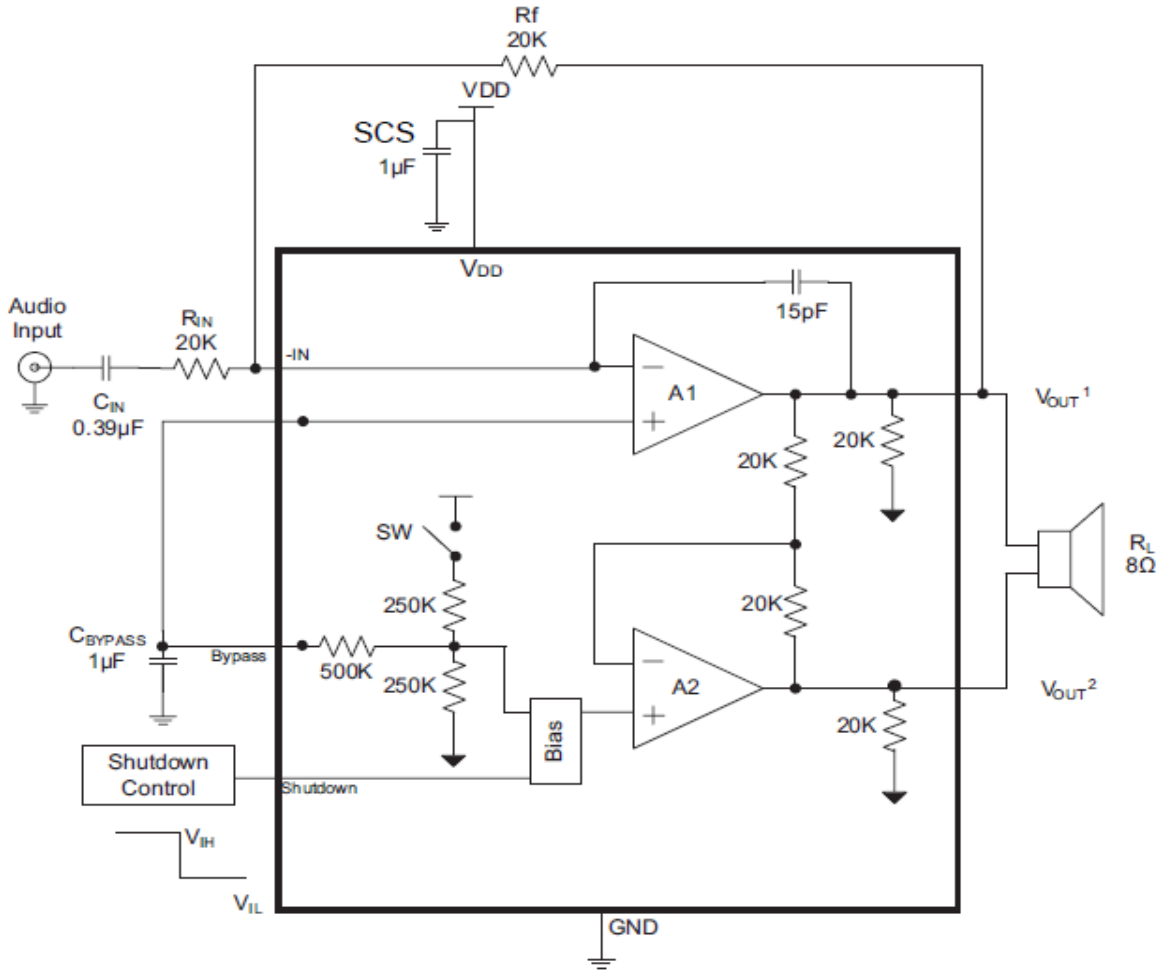 Rf
20K
VDD
SCS
1µF
VDD
Audio
Input
RIN
20K
-IN
15pF
CIN
0.39µF
−
A1
+
VOUT1
20K
20K
SW
RL
8Ω
250K
20K
CBYPASS
1µF
Bypass
500K
250K
−
A2
+
VOUT2
Bias
20K
Shutdown
Control
Shutdown
VIH
VIL
GND